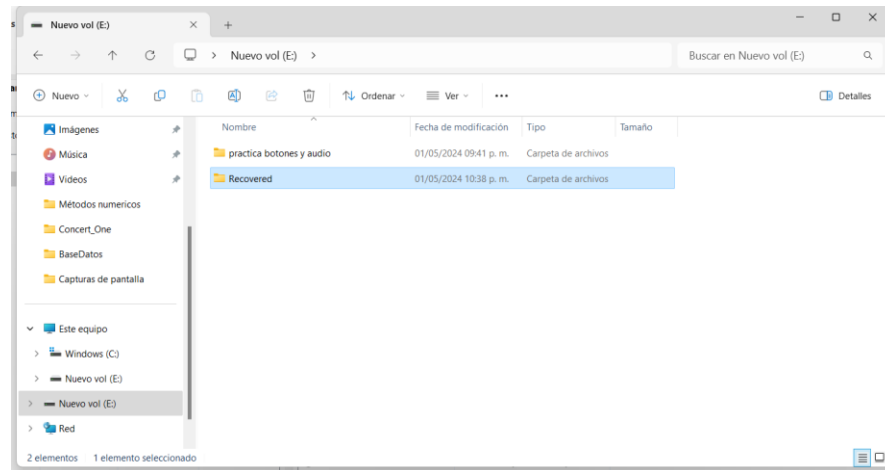 Nuevo vol (E:)
Nuevo vol (E:)
Buscar en Nuevo vol (E:)
Nuevo
Ordenar
Ver
Detalles
Imágenes
Música
Videos
Métodos numericos
Concert_One
BaseDatos
Capturas de pantalla
Este equipo
Windows (C:)
Nuevo vol (E:)
Nuevo vol (E:)
Red
Nombre Fecha de modificación Tipo Tamaño
practica botones y audio 01/05/2024 09:41 p. m. Carpeta de archivos
Recovered 01/05/2024 10:38 p. m. Carpeta de archivos
2 elementos 1 elemento seleccionado